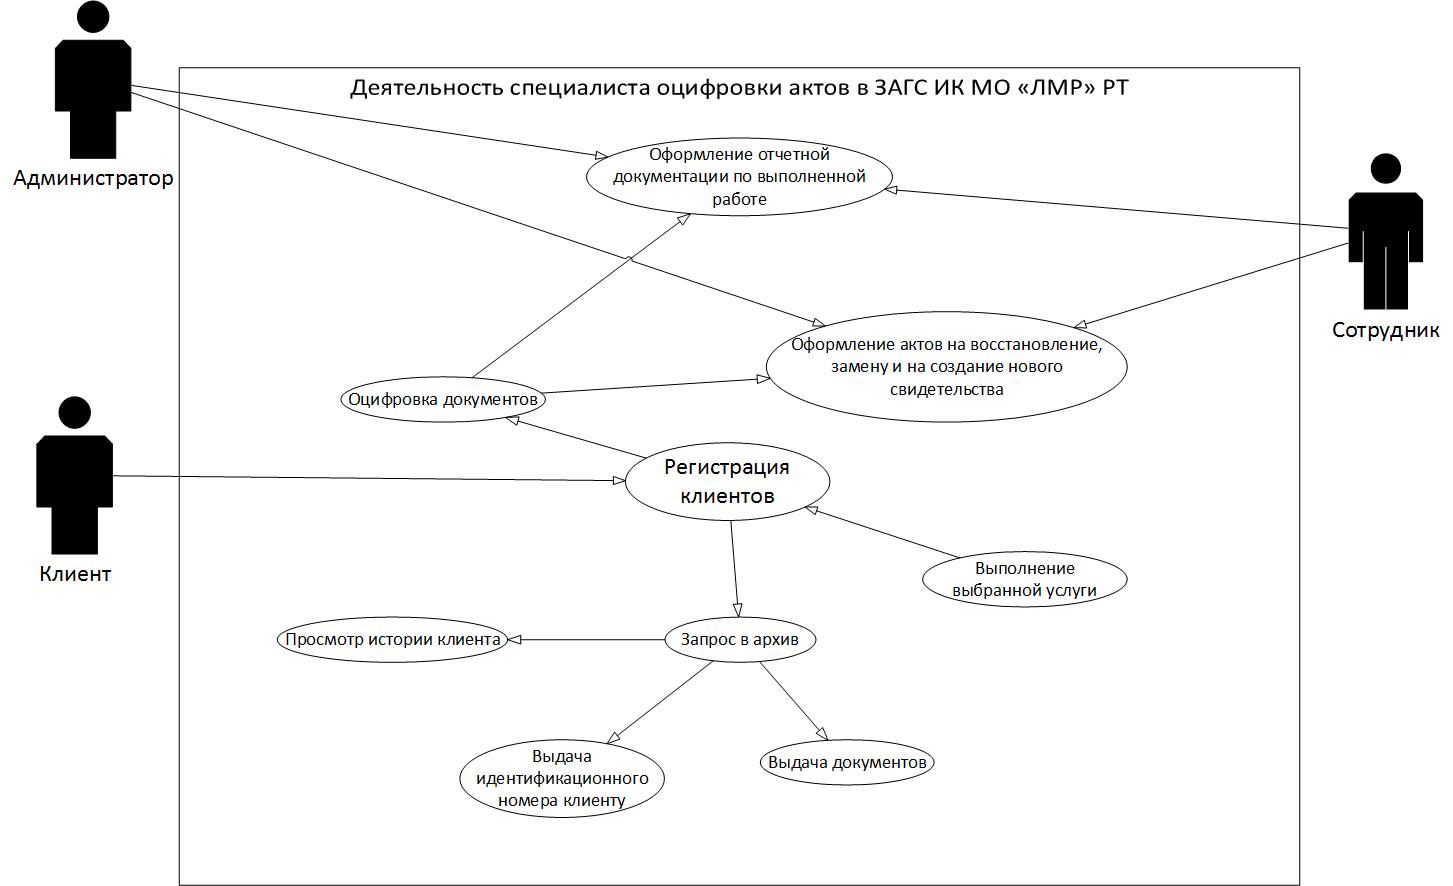 Деятельность специалиста оцифровки актов в ЗАГС ИК МО «ЛМР» РТ
Администратор
Оформление отчетной
документации по выполненной
работе
Сотрудник
Оформление актов на восстановление,
замену и на создание нового
свидетельства
Оцифровка документов
Регистрация
клиентов
Клиент
Выполнение
выбранной услуги
Просмотр истории клиента
Запрос в архив
Выдача
идентификационного
номера клиенту
Выдача документов